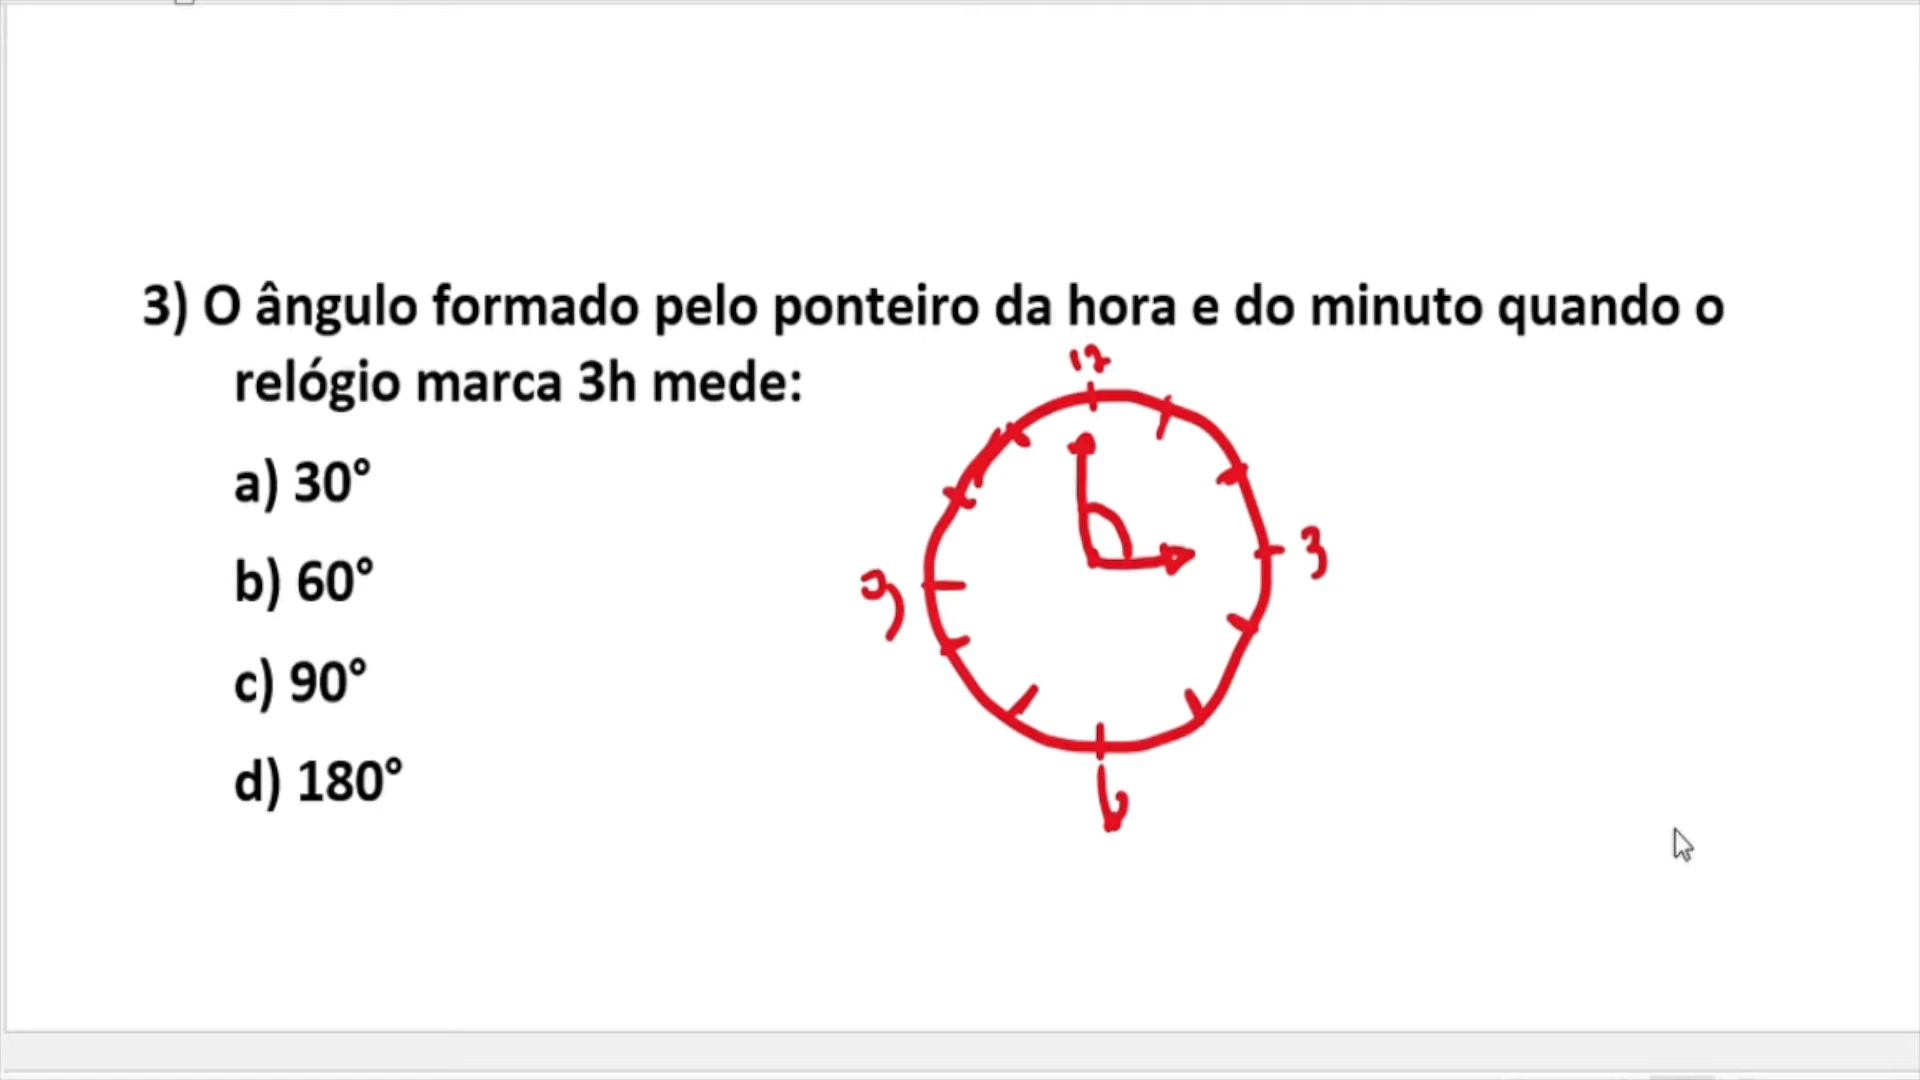 3) O ângulo formado pelo ponteiro da hora e do minuto quando o
relógio marca 3h mede:
12
a) 30°
b) 60°
3
9
c) 90°
d) 180°
6